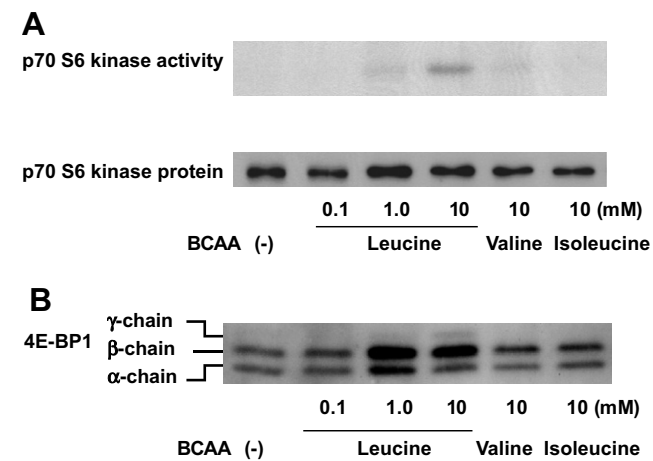 A
p70 S6 kinase activity
p70 S6 kinase protein
0.1 1.0 10 10 10 (mM)
BCAA (-) Leucine Valine Isoleucine
B
γ-chain
4E-BP1 β-chain
α-chain
0.1 1.0 10 10 10 (mM)
BCAA (-) Leucine Valine Isoleucine